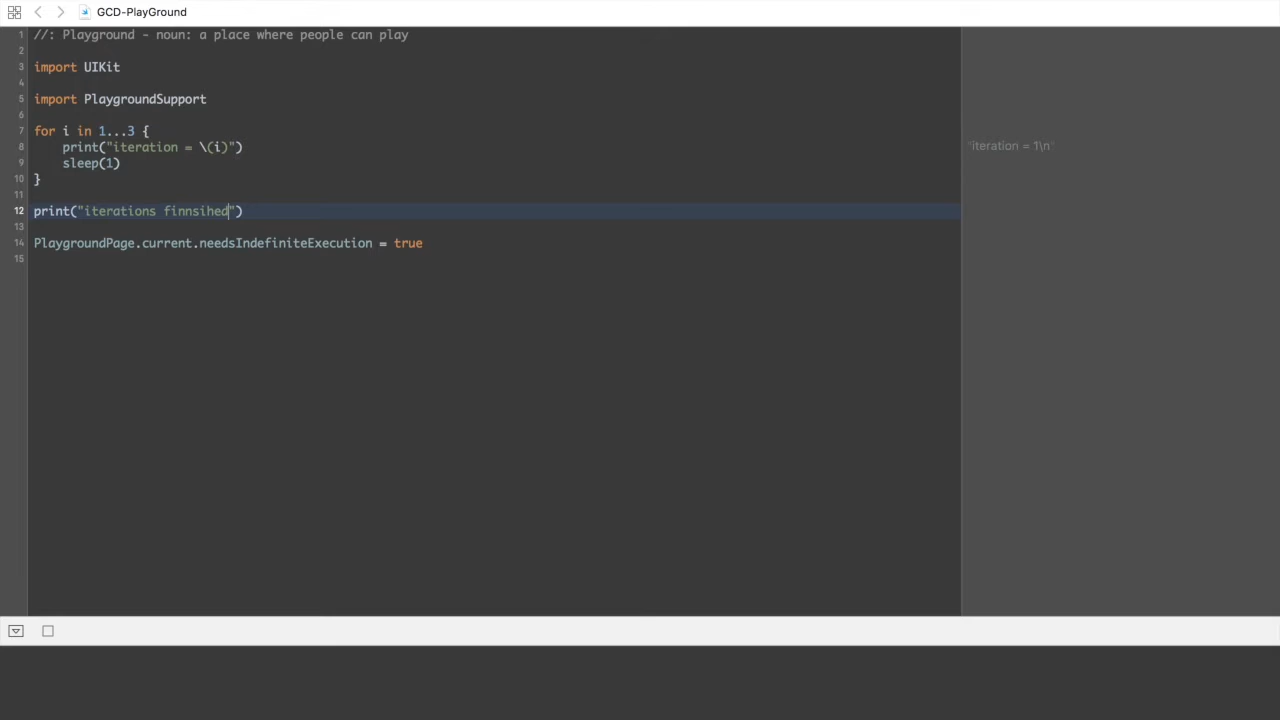 GCD-PlayGround
1 //: Playground - noun: a place where people can play
2
3 import UIKit
4
5 import PlaygroundSupport
6
7 for i in 1...3 {
8 print("iteration = \(i)")
"iteration = 1\n"
9 sleep(1)
10 }
11
12 print("iterations finnsihed")
13
14 PlaygroundPage.current.needsIndefiniteExecution = true
15